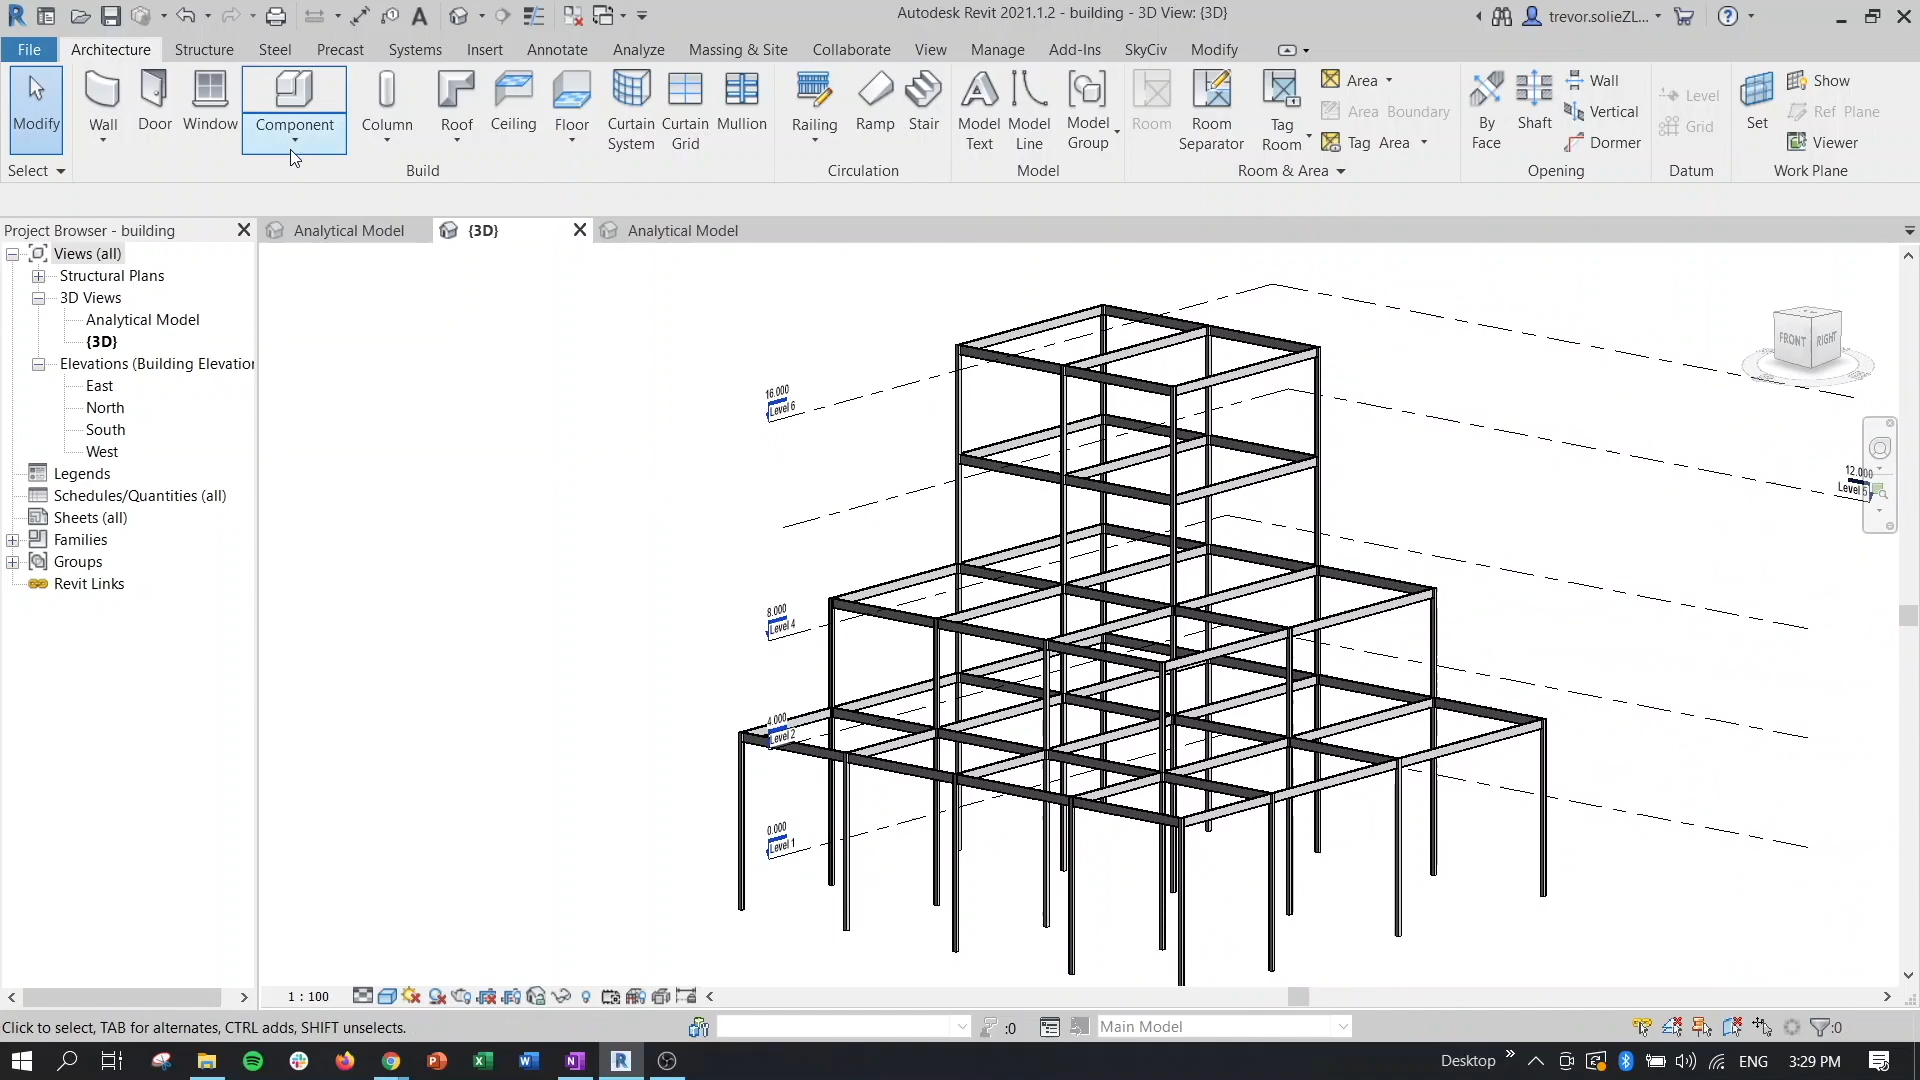 Autodesk Revit 2021.1.2 - building - 3D View: {3D}
trevor.solieZL...
File Architecture Structure Steel Precast Systems Insert Annotate Analyze Massing & Site Collaborate View Manage Add-Ins SkyCiv Modify
Modify Wall Door Window Component Column Roof Ceiling Floor Curtain System Curtain Grid Mullion Railing Ramp Stair Model Text Model Line Model Group Room Room Separator Tag Room
Area
Area Boundary
Tag Area
By Face Shaft
Wall
Vertical
Dormer
Level
Grid
Set
Show
Ref Plane
Viewer
Select Build Circulation Model Room & Area Opening Datum Work Plane
Project Browser - building
Analytical Model {3D} Analytical Model
Views (all)
Structural Plans
3D Views
Analytical Model
{3D}
Elevations (Building Elevation
East
North
South
West
Legends
Schedules/Quantities (all)
Sheets (all)
Families
Groups
Revit Links
16.000
Level 6
12.000
Level 5
8.000
Level 4
4.000
Level 2
0.000
Level 1
FRONT RIGHT
1 : 100
Click to select, TAB for alternates, CTRL adds, SHIFT unselects.
:0
Main Model
:0
Desktop
ENG
3:29 PM